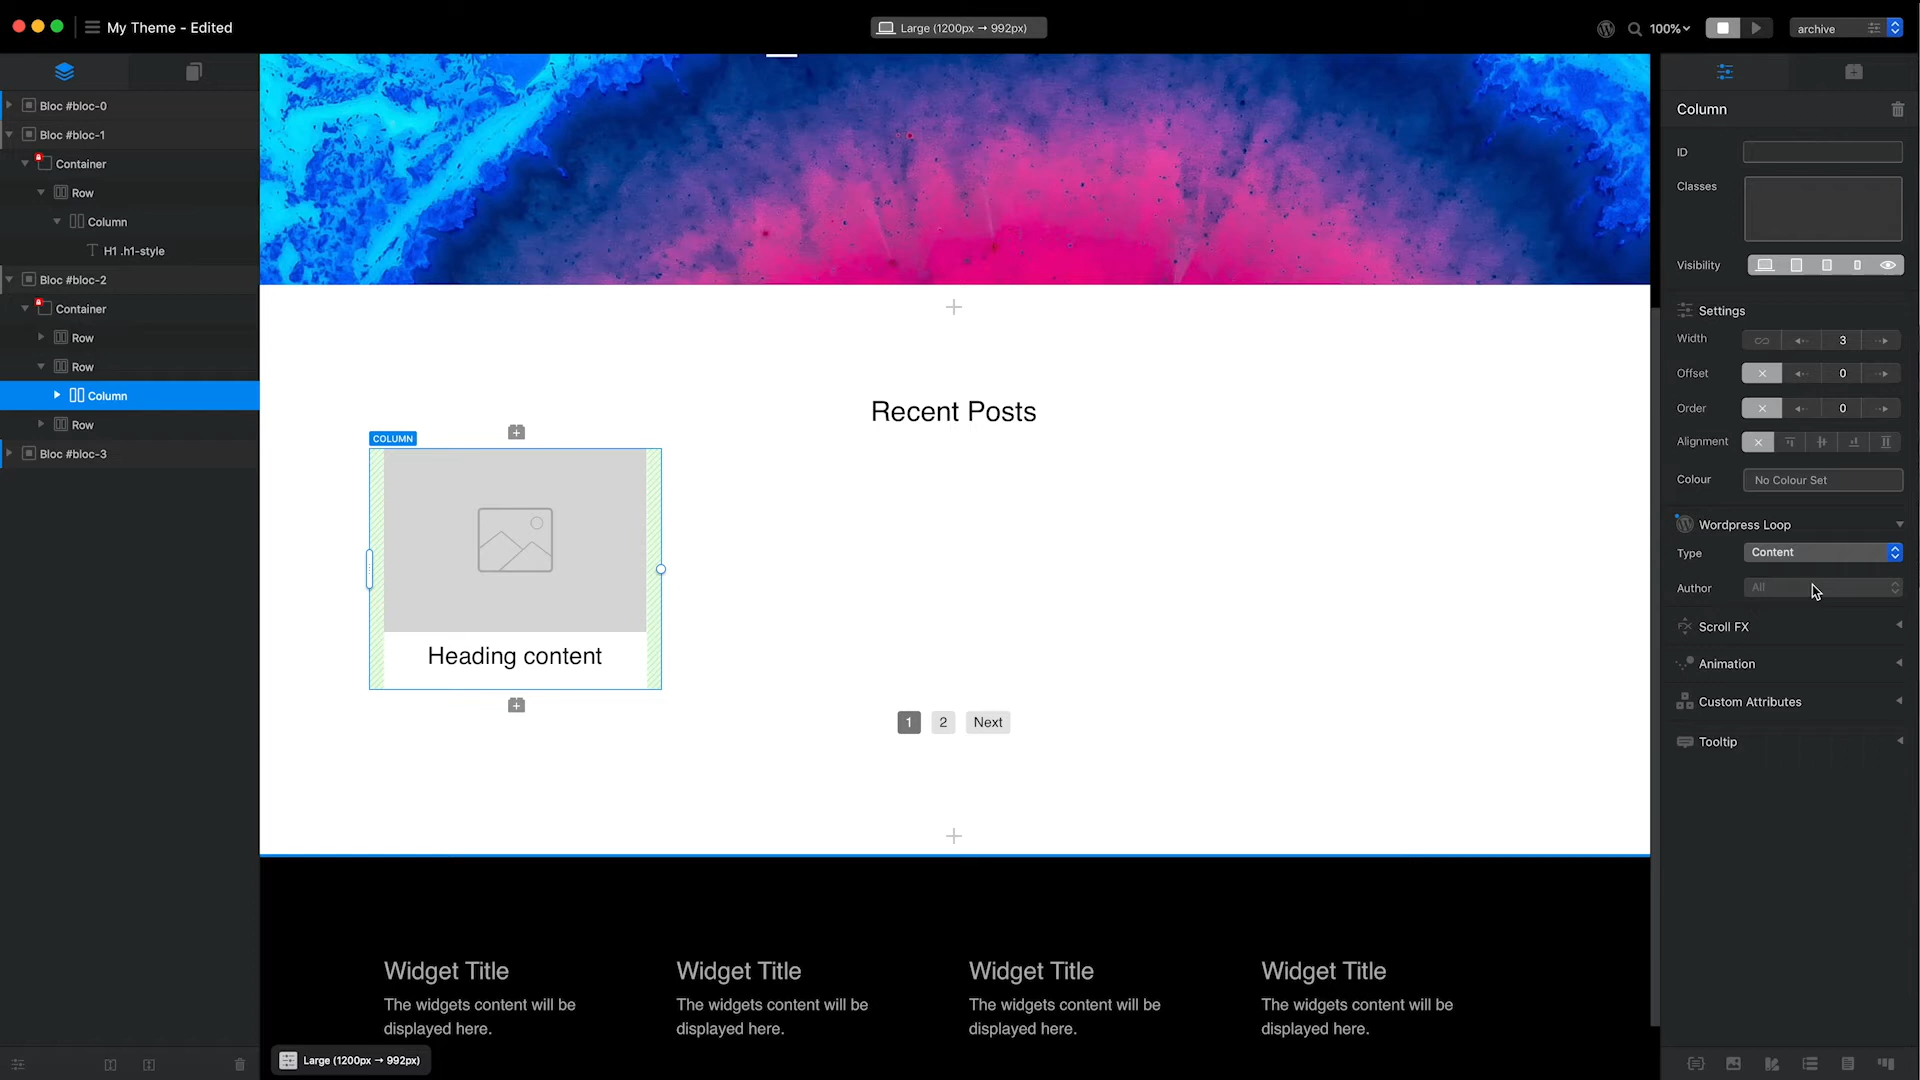 My Theme - Edited
Large (1200px → 992px)
100%
archive
Bloc #bloc-0
Bloc #bloc-1
Container
Row
Column
H1 .h1-style
Bloc #bloc-2
Container
Row
Row
Column
Row
Bloc #bloc-3
Recent Posts
COLUMN
Heading content
1 2 Next
Widget Title
The widgets content will be
displayed here.
Widget Title
The widgets content will be
displayed here.
Widget Title
The widgets content will be
displayed here.
Widget Title
The widgets content will be
displayed here.
Large (1200px → 992px)
Column
ID
Classes
Visibility
Settings
Width 3
Offset 0
Order 0
Alignment
Colour No Colour Set
Wordpress Loop
Type Content
Author All
Scroll FX
Animation
Custom Attributes
Tooltip